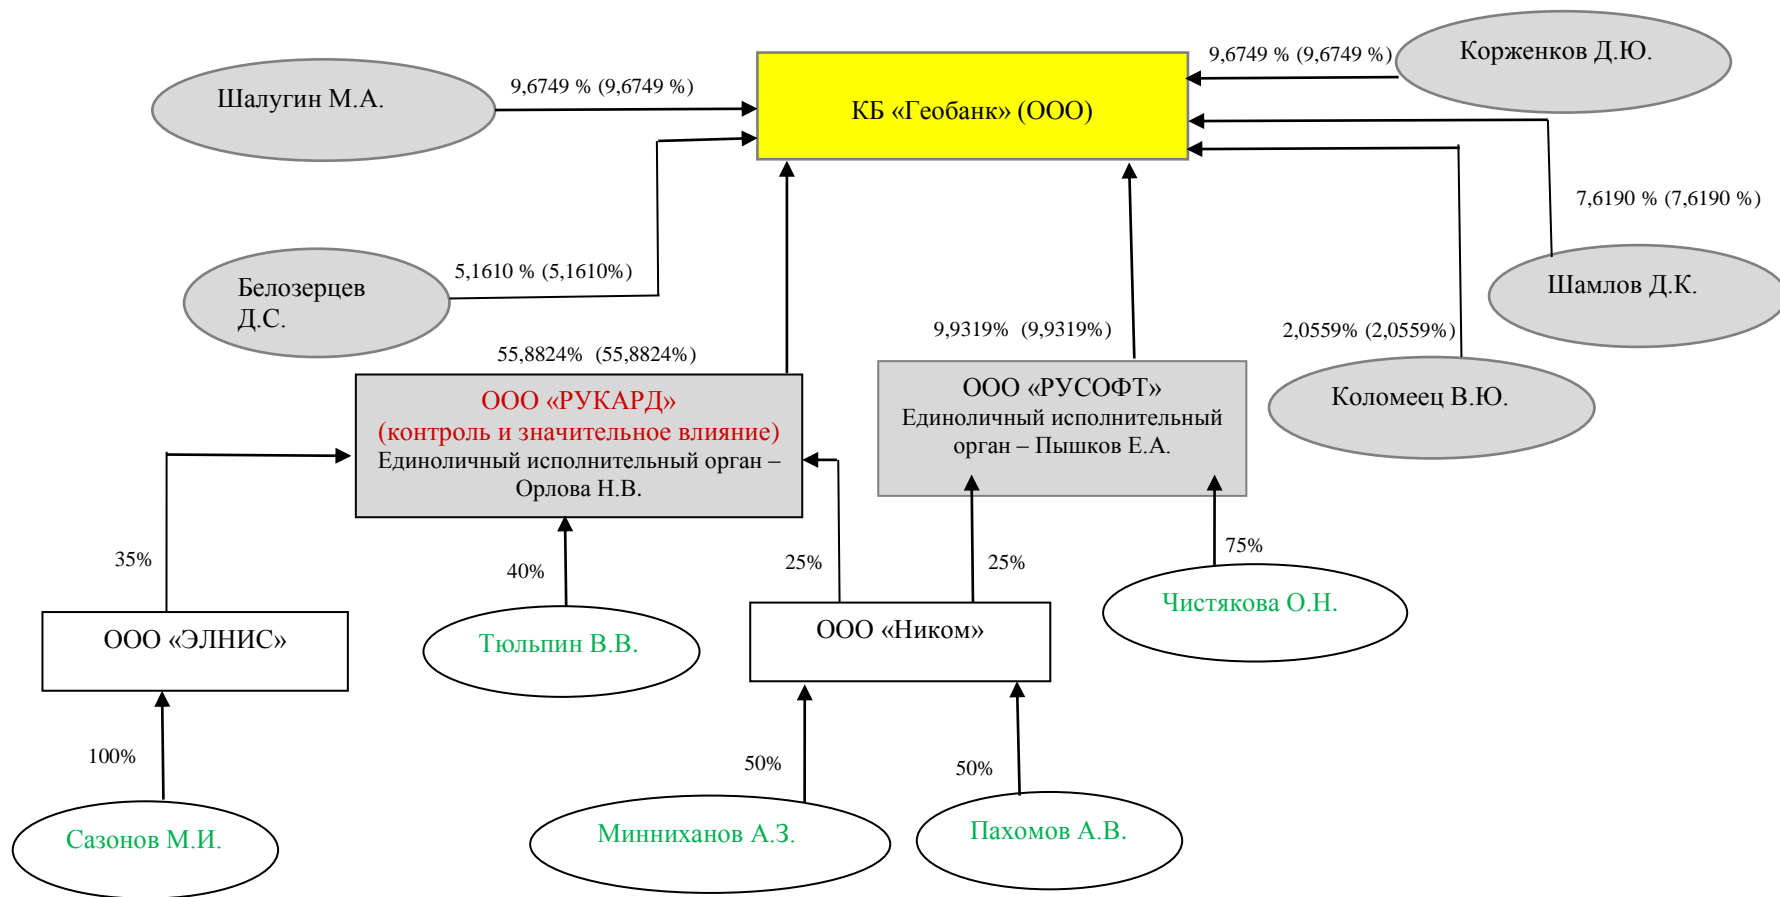 Корженков Д.Ю.
9,6749 % (9,6749 %)
9,6749 % (9,6749 %)
Шалугин М.А.
КБ «Геобанк» (ООО)
7,6190 % (7,6190 %)
5,1610 % (5,1610%)
Белозерцев
Д.С.
Шамлов Д.К.
9,9319% (9,9319%)
2,0559% (2,0559%)
55,8824% (55,8824%)
ООО «РУКАРД»
(контроль и значительное влияние)
Единоличный исполнительный орган –
Орлова Н.В.
ООО «РУСОФТ»
Единоличный исполнительный
орган – Пышков Е.А.
Коломеец В.Ю.
35%
40%
25%
25%
75%
ООО «ЭЛНИС»
Тюльпин В.В.
ООО «Ником»
Чистякова О.Н.
100%
50%
50%
Сазонов М.И.
Минниханов А.З.
Пахомов А.В.